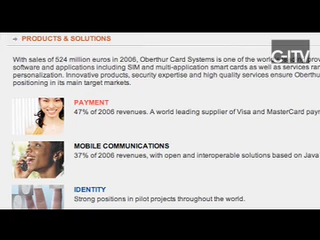 C-ITV
PRODUCTS & SOLUTIONS
With sales of 524 million euros in 2006, Oberthur Card Systems is one of the world
software and applications including SIM and multi-application smart cards as well as services ran
personalization. Innovative products, security expertise and high quality services ensure Oberthu
positioning in its main target markets.
PAYMENT
47% of 2006 revenues. A world leading supplier of Visa and MasterCard paym
MOBILE COMMUNICATIONS
37% of 2006 revenues, with open and interoperable solutions based on Java
IDENTITY
Strong positions in pilot projects throughout the world.